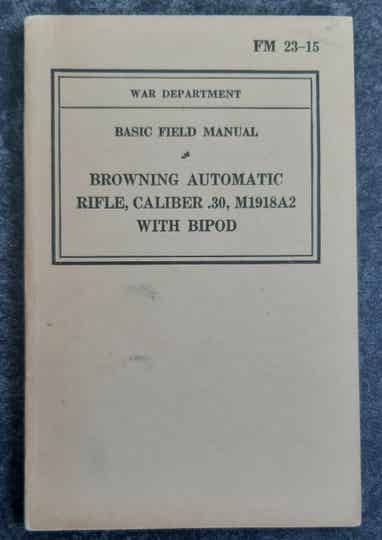 FM 23-15
WAR DEPARTMENT
BASIC FIELD MANUAL
BROWNING AUTOMATIC
RIFLE, CALIBER .30, M1918A2
WITH BIPOD